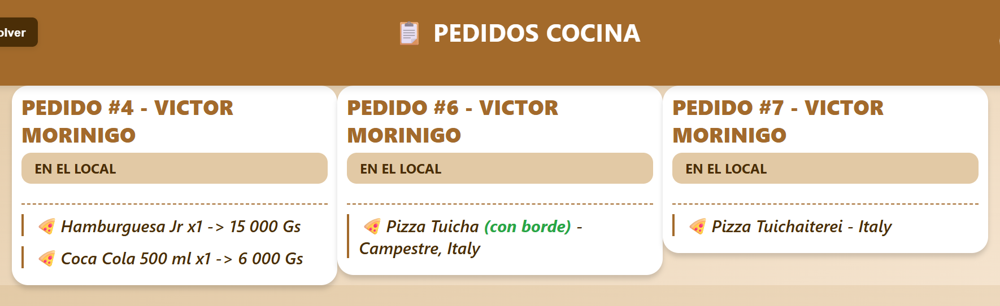 olver
PEDIDOS COCINA
PEDIDO #4 - VICTOR
MORINIGO
EN EL LOCAL
Hamburguesa Jr x1 -> 15 000 Gs
Coca Cola 500 ml x1 -> 6 000 Gs
PEDIDO #6 - VICTOR
MORINIGO
EN EL LOCAL
Pizza Tuicha (con borde) -
Campestre, Italy
PEDIDO #7 - VICTOR
MORINIGO
EN EL LOCAL
Pizza Tuichaiterei - Italy